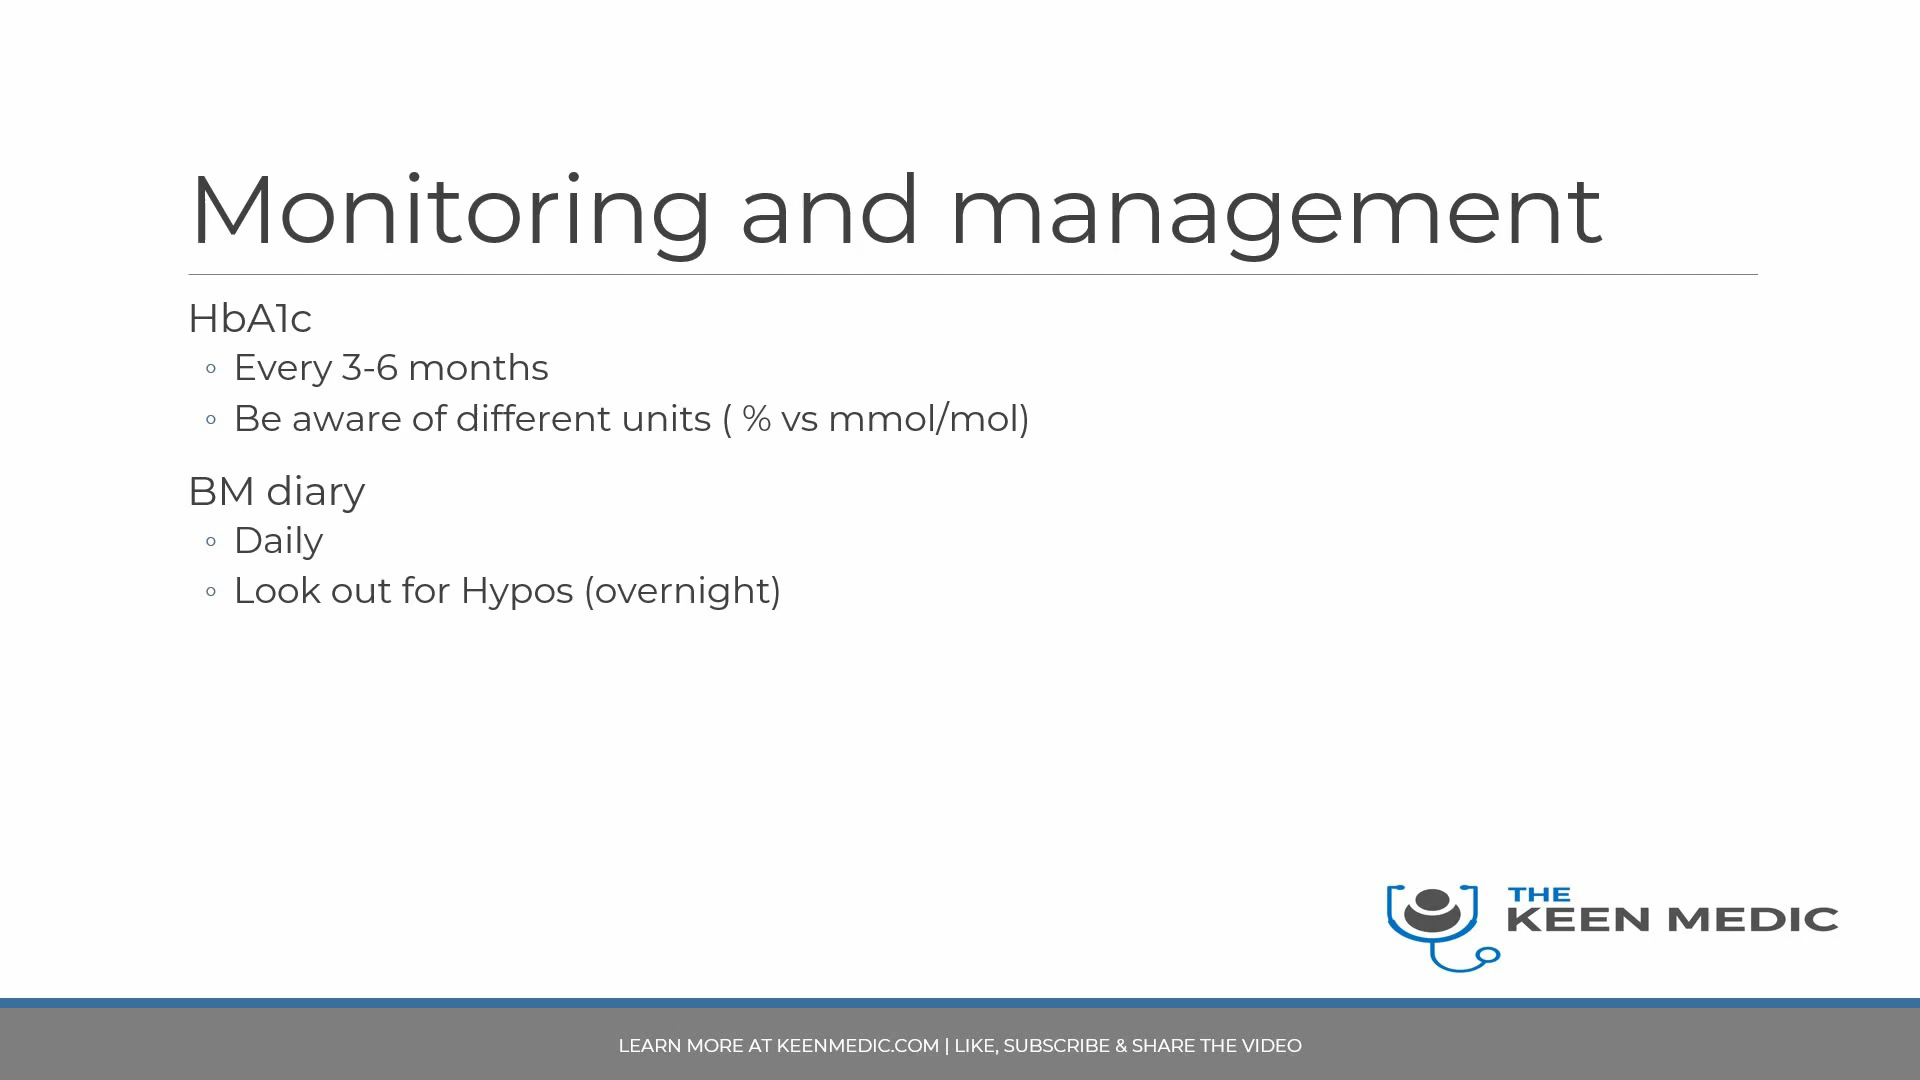 Monitoring and management
HbA1c
◦ Every 3-6 months
◦ Be aware of different units ( % vs mmol/mol)
BM diary
◦ Daily
◦ Look out for Hypos (overnight)
THE
KEEN MEDIC
LEARN MORE AT KEENMEDIC.COM | LIKE, SUBSCRIBE & SHARE THE VIDEO